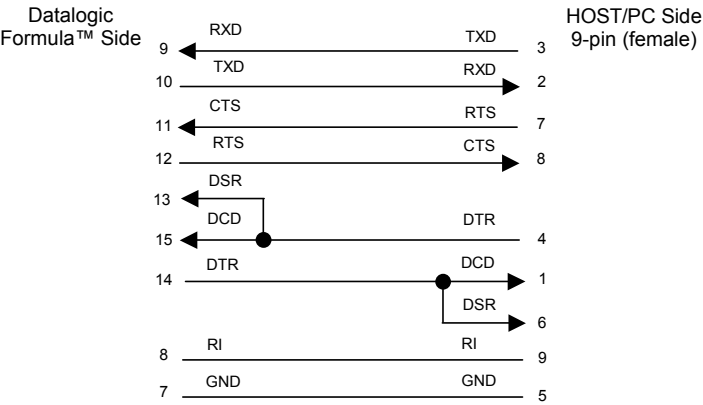 Datalogic
Formula™ Side
HOST/PC Side
9-pin (female)
9 RXD TXD 3
10 TXD RXD 2
11 CTS RTS 7
12 RTS CTS 8
13 DSR
15 DCD DTR 4
14 DTR DCD 1
DSR 6
8 RI RI 9
7 GND GND 5